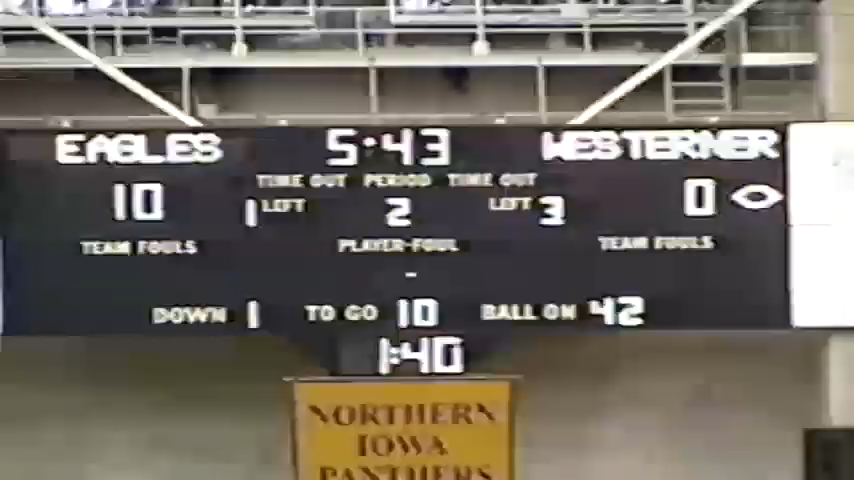 EAGLES 5:43 WESTERNER
TIME OUT PERIOD TIME OUT
10 1 LEFT 2 LEFT 3 0
TEAM FOULS PLAYER-FOUL TEAM FOULS
-
DOWN 1 TO GO 10 BALL ON 42
1:40
NORTHERN
IOWA
PANTHERS